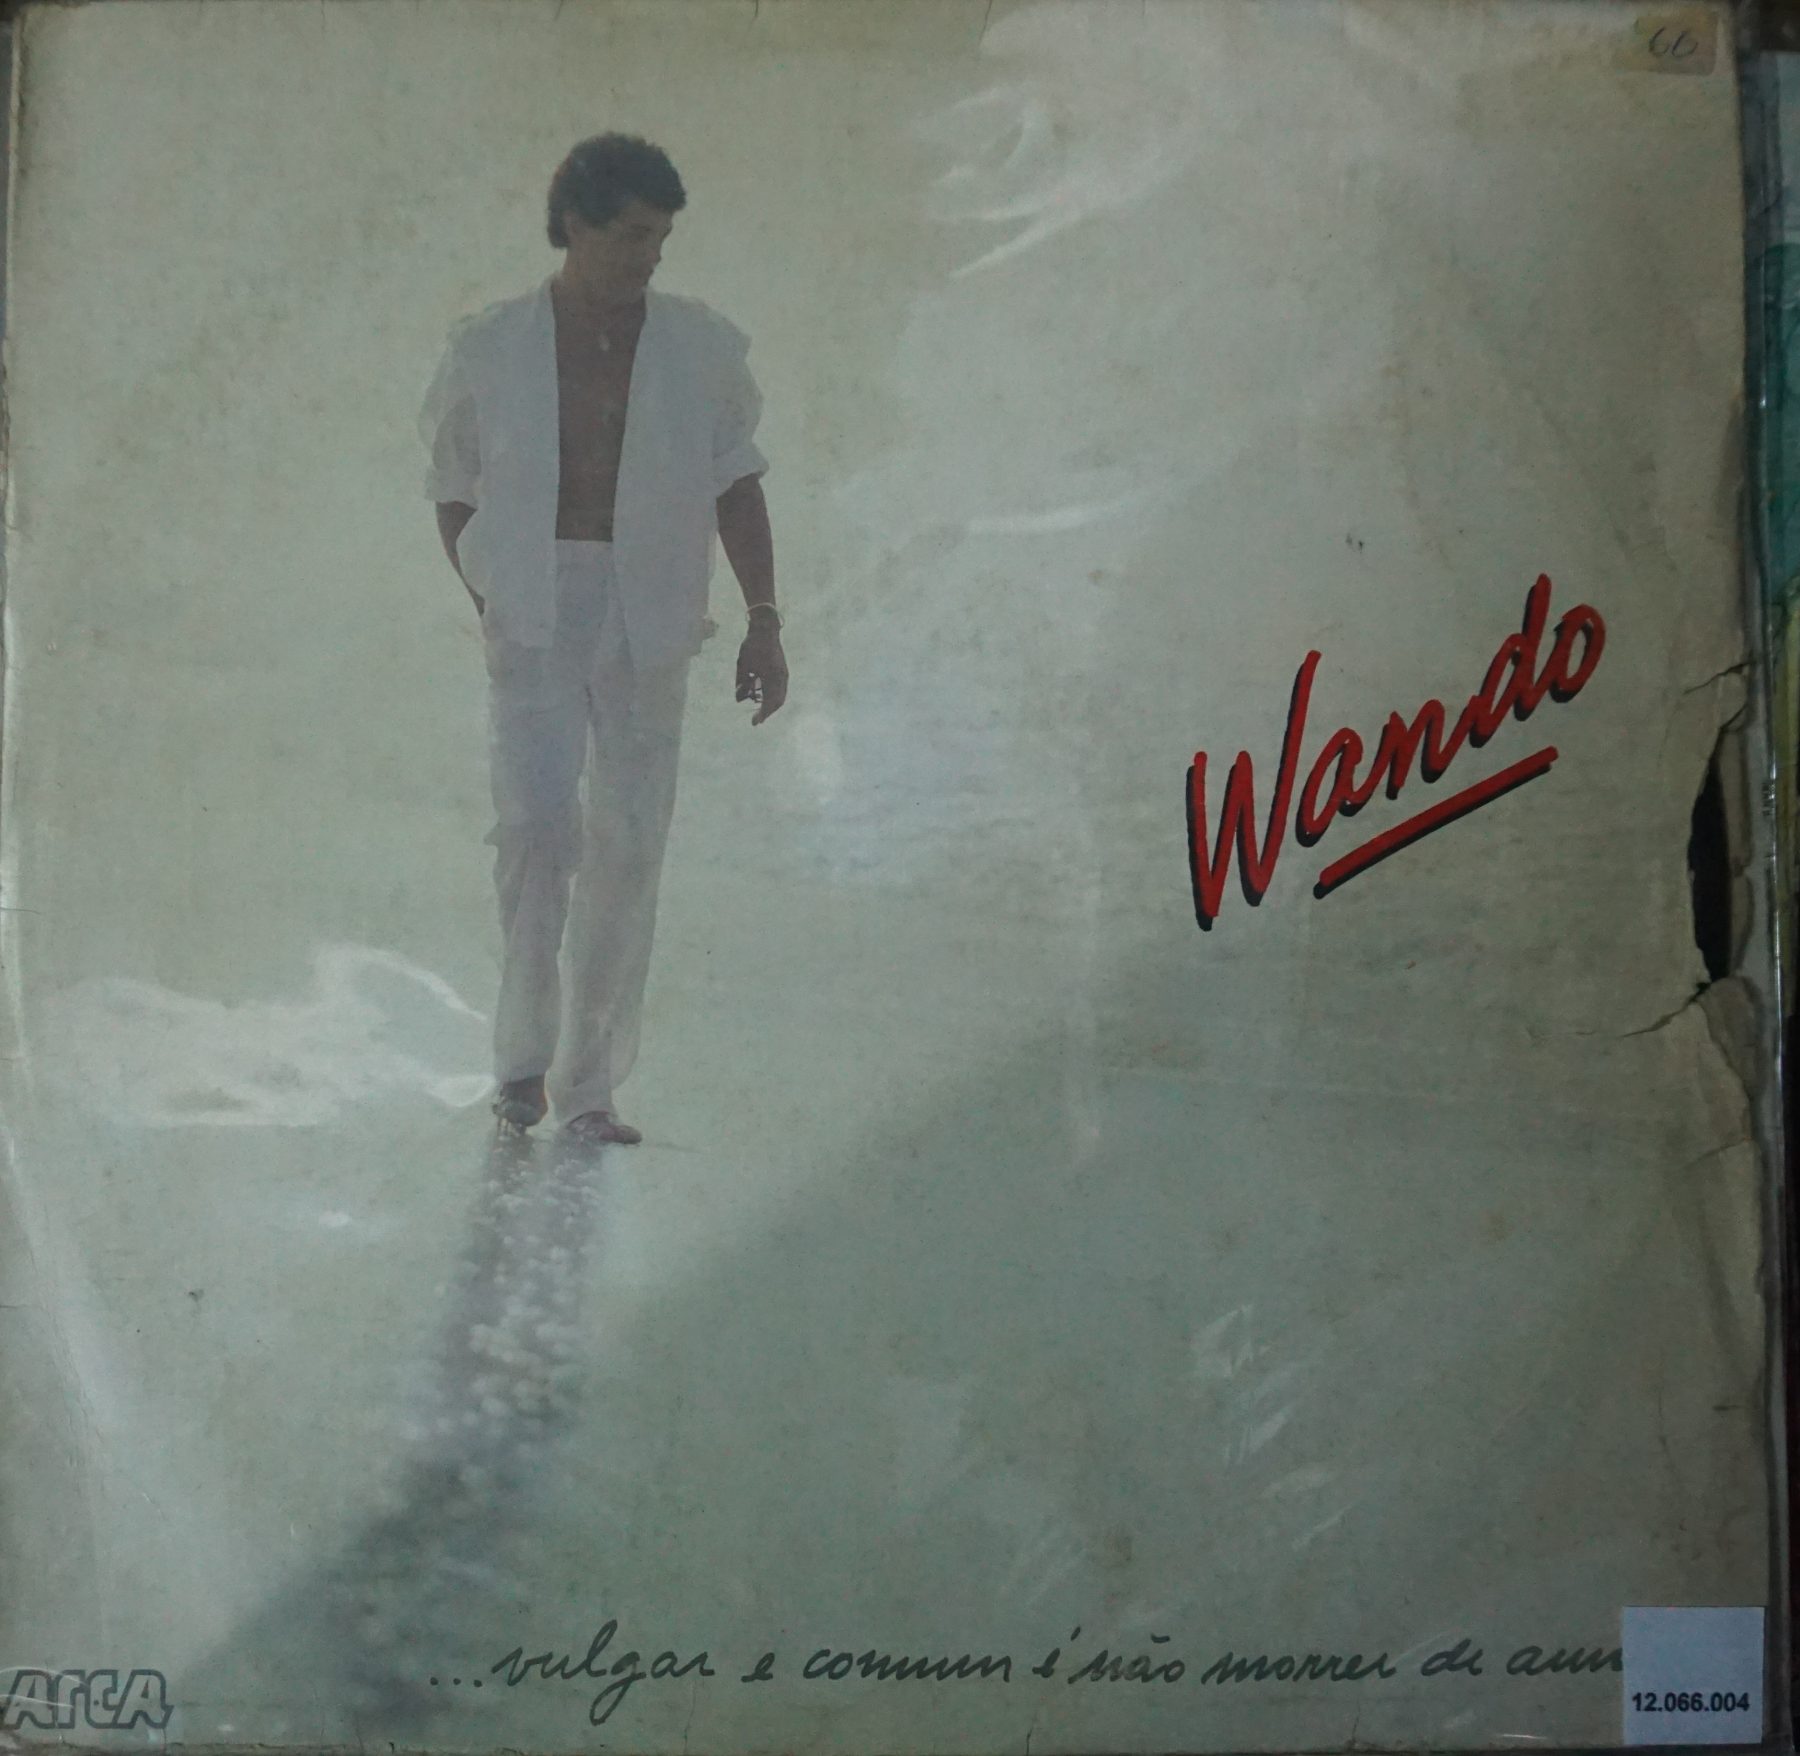 66
Wando
...vulgar e comum é não morrer de
ARCA
12.066.004